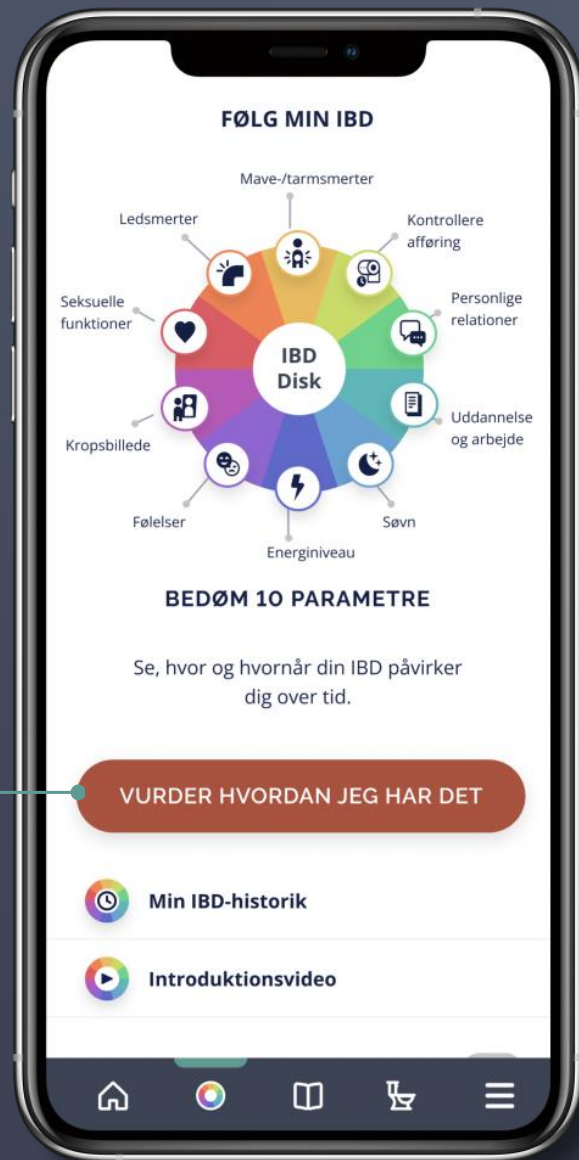 FØLG MIN IBD
Mave-/tarmsmerter
Ledsmerter
Kontrollere
afføring
Seksuelle
funktioner
Personlige
relationer
IBD
Disk
Kropsbillede
Uddannelse
og arbejde
Følelser
Søvn
Energiniveau
BEDØM 10 PARAMETRE
Se, hvor og hvornår din IBD påvirker
dig over tid.
VURDER HVORDAN JEG HAR DET
Min IBD-historik
Introduktionsvideo